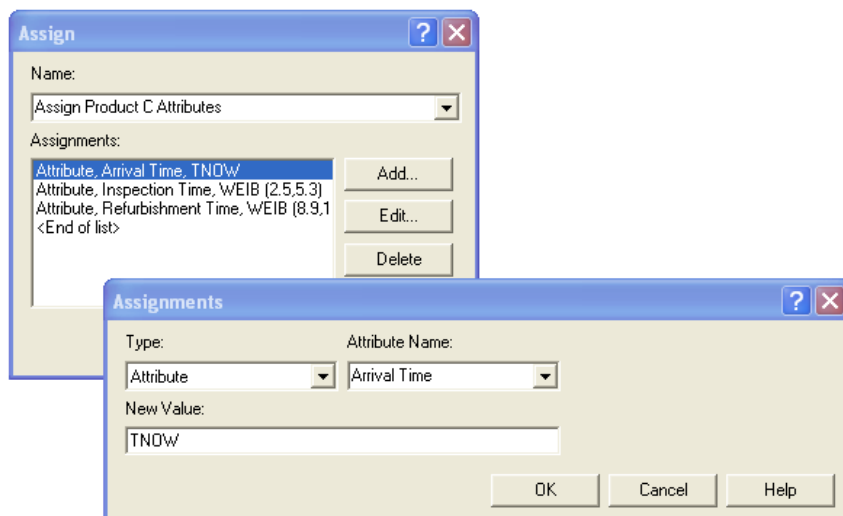 Assign
Name:
Assign Product C Attributes
Assignments:
Attribute, Arrival Time, TNOW
Attribute, Inspection Time, WEIB (2.5,5.3)
Attribute, Refurbishment Time, WEIB (8.9,1
<End of list>
Add...
Edit...
Delete
Assignments
Type:
Attribute Name:
Attribute
Arrival Time
New Value:
TNOW
OK
Cancel
Help